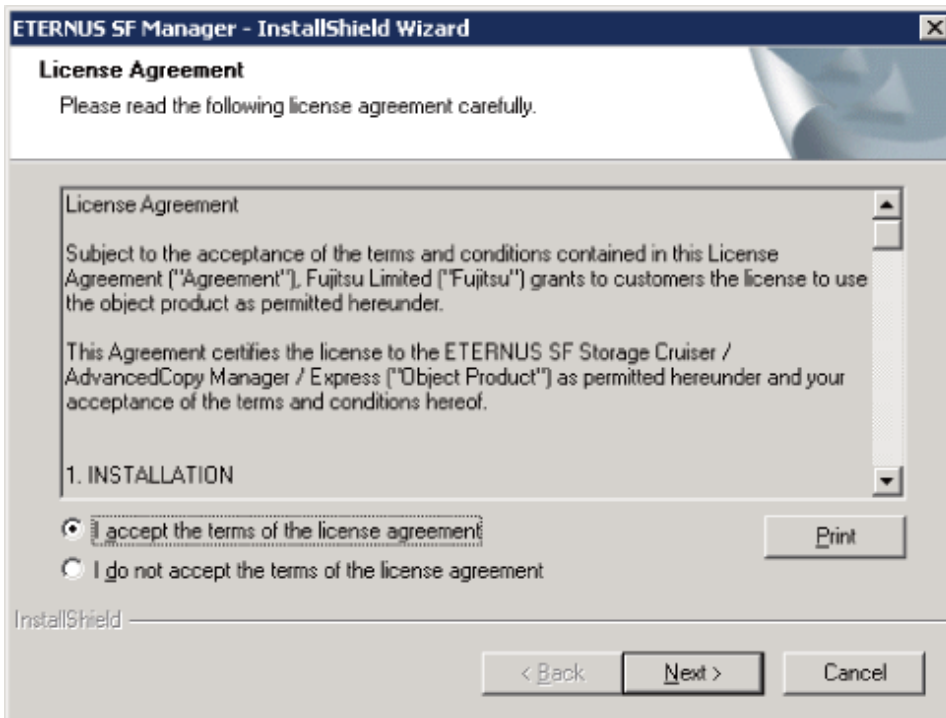 ETERNUS SF Manager - InstallShield Wizard
License Agreement
Please read the following license agreement carefully.
License Agreement
Subject to the acceptance of the terms and conditions contained in this License
Agreement ("Agreement"), Fujitsu Limited ("Fujitsu") grants to customers the license to use
the object product as permitted hereunder.
This Agreement certifies the license to the ETERNUS SF Storage Cruiser /
AdvancedCopy Manager / Express ("Object Product") as permitted hereunder and your
acceptance of the terms and conditions hereof.
1. INSTALLATION
I accept the terms of the license agreement
Print
I do not accept the terms of the license agreement
InstallShield
< Back
Next >
Cancel